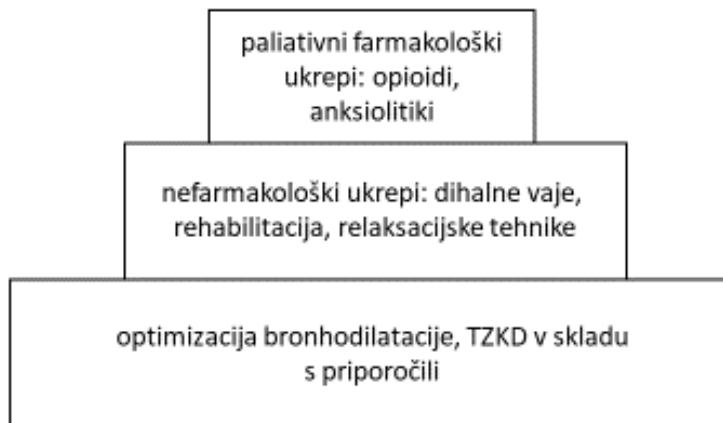 paliativni farmakološki
ukrepi: opioidi,
anksiolitiki
nefarmakološki ukrepi: dihalne vaje,
rehabilitacija, relaksacijske tehnike
optimizacija bronhodilatacije, TZKD v skladu
s priporočili